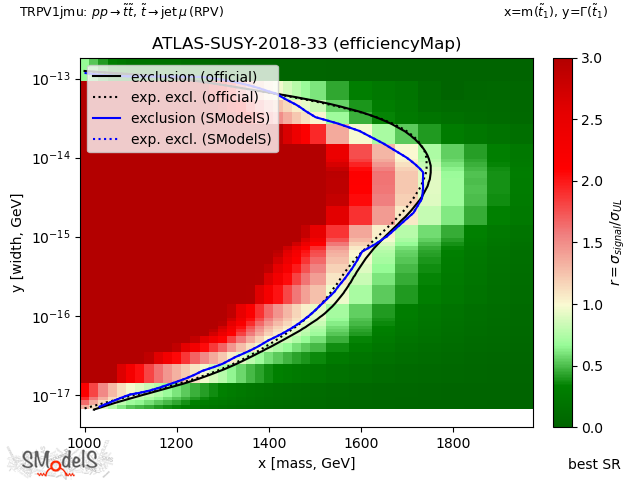 TRPV1jmu: pp → t̃t̃, t̃ → jet μ (RPV)
x=m(t̃₁), y=Γ(t̃₁)
ATLAS-SUSY-2018-33 (efficiencyMap)
exclusion (official)
exp. excl. (official)
exclusion (SModelS)
exp. excl. (SModelS)
y [width, GeV]
10⁻¹³
10⁻¹⁴
10⁻¹⁵
10⁻¹⁶
10⁻¹⁷
1000 1200 1400 1600 1800
x [mass, GeV]
3.0
2.5
2.0
1.5
1.0
0.5
0.0
r = σ_signal/σ_UL
best SR
SModelS